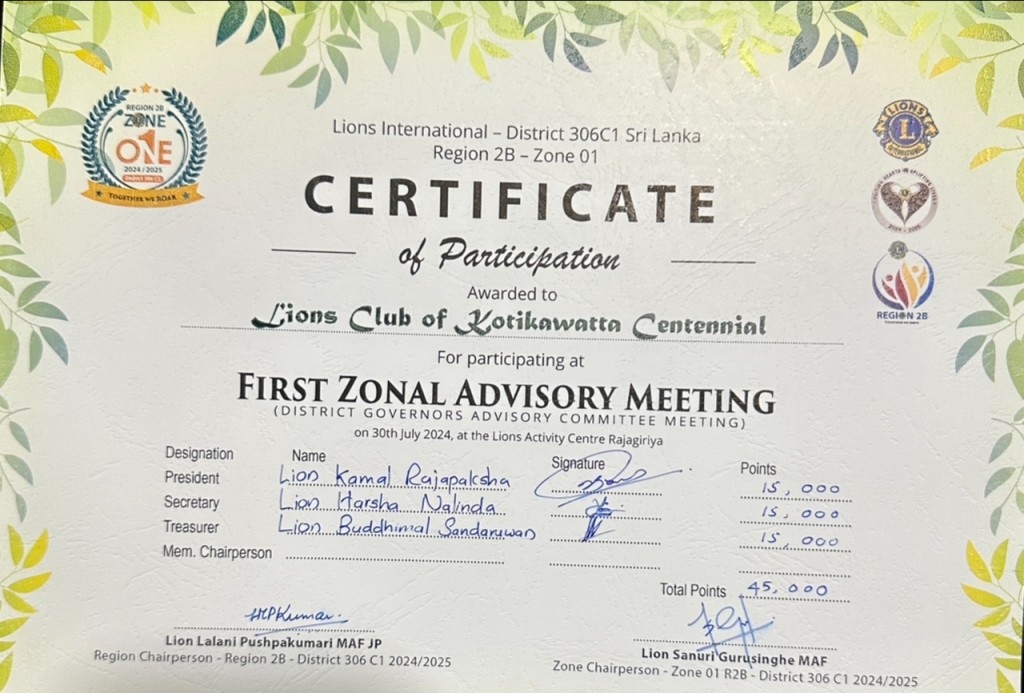 REGION 2B
ZONE
ONE
2024 / 2025
TOGETHER WE ROAR
LIONS
L
INTERNATIONAL
REGION 2B
Lions International – District 306C1 Sri Lanka
Region 2B – Zone 01
CERTIFICATE
of Participation
Awarded to
Lions Club of Kotikawatta Centennial
For participating at
FIRST ZONAL ADVISORY MEETING
(DISTRICT GOVERNORS ADVISORY COMMITTEE MEETING)
on 30th July 2024, at the Lions Activity Centre Rajagiriya
Designation Name Signature Points
President Lion Kamal Rajapaksha 15,000
Secretary Lion Harsha Nalinda 15,000
Treasurer Lion Buddhimal Sandaruwan 15,000
Mem. Chairperson
Total Points 45,000
HLPKumari
Lion Lalani Pushpakumari MAF JP
Region Chairperson - Region 2B - District 306 C1 2024/2025
Lion Sanuri Gurusinghe MAF
Zone Chairperson - Zone 01 R2B - District 306 C1 2024/2025